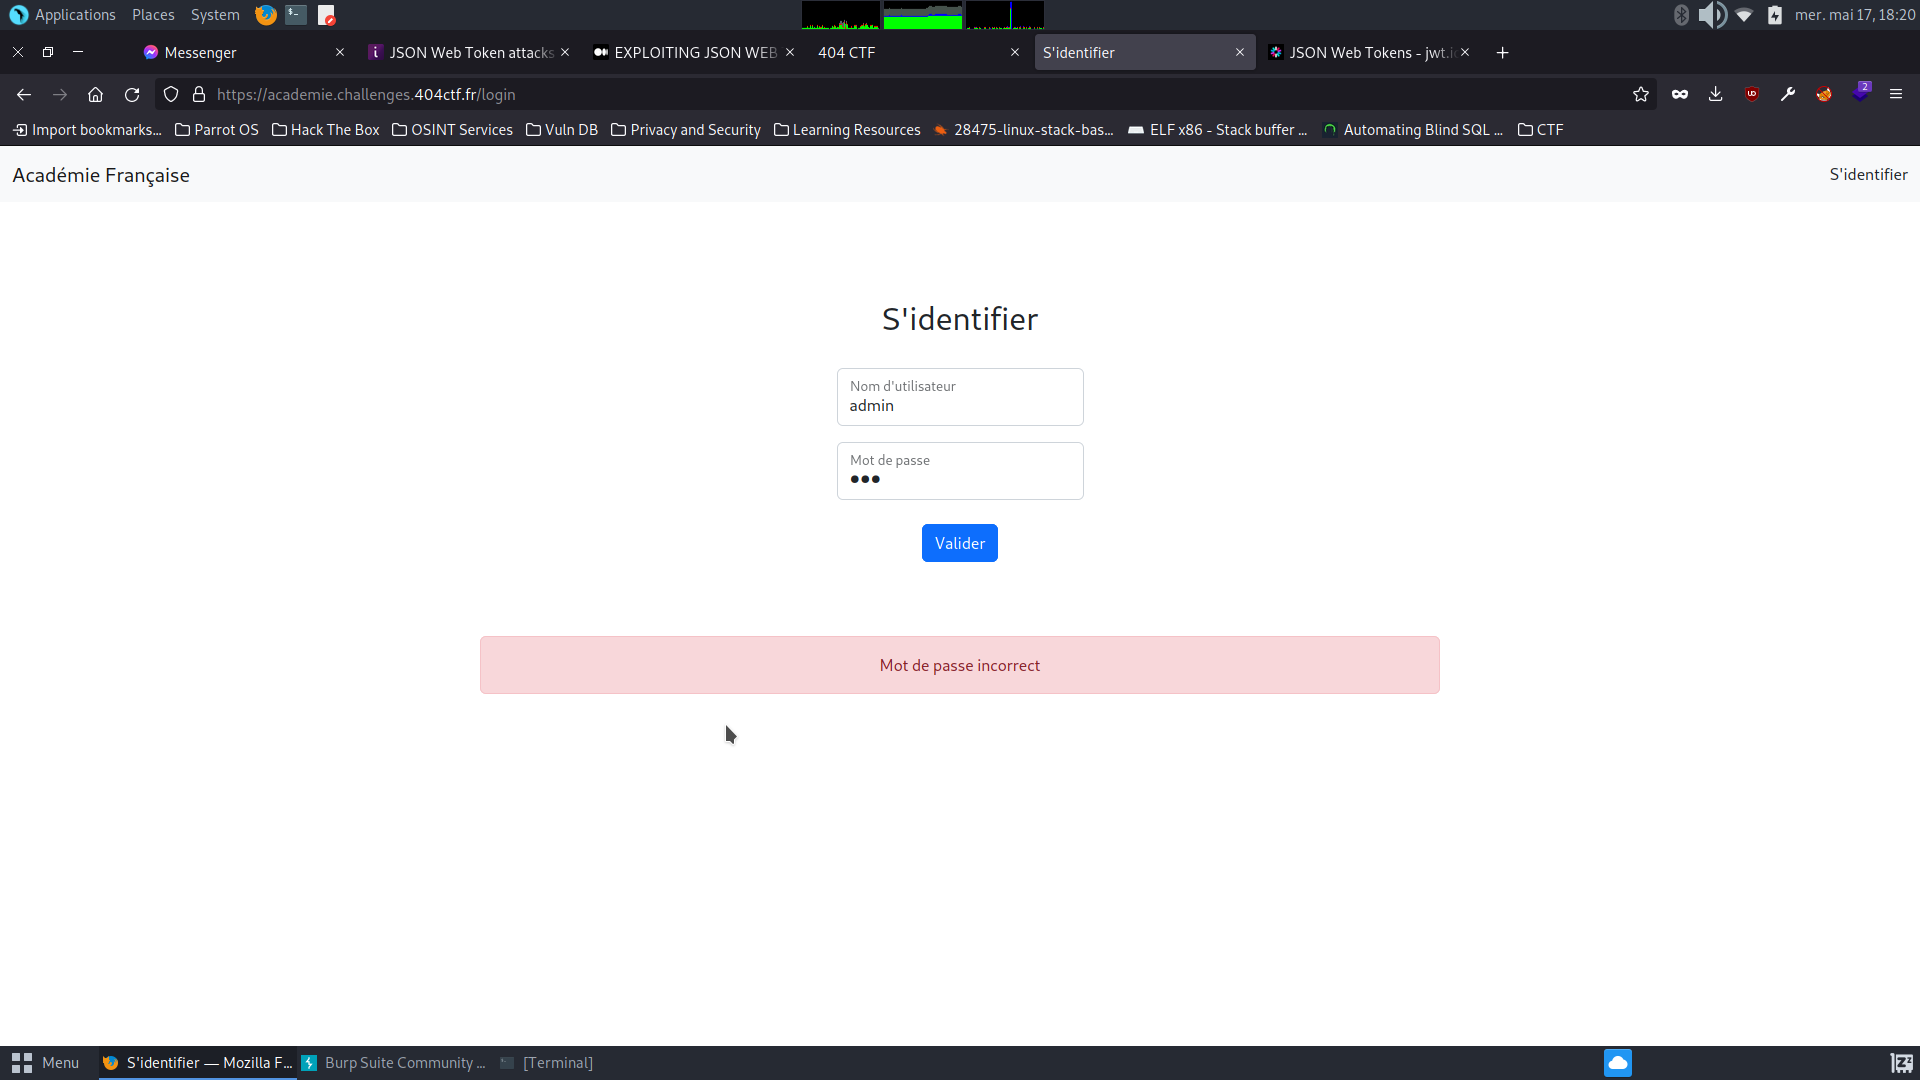 Applications Places System mer. mai 17, 18:20
Messenger JSON Web Token attacks EXPLOITING JSON WEB 404 CTF S'identifier JSON Web Tokens - jwt.i
https://academie.challenges.404ctf.fr/login 2
Import bookmarks... Parrot OS Hack The Box OSINT Services Vuln DB Privacy and Security Learning Resources 28475-linux-stack-bas... ELF x86 - Stack buffer ... Automating Blind SQL ... CTF
Académie Française S'identifier
S'identifier
Nom d'utilisateur
admin
Mot de passe
●●●
Valider
Mot de passe incorrect
Menu S'identifier — Mozilla F... Burp Suite Community ... [Terminal]